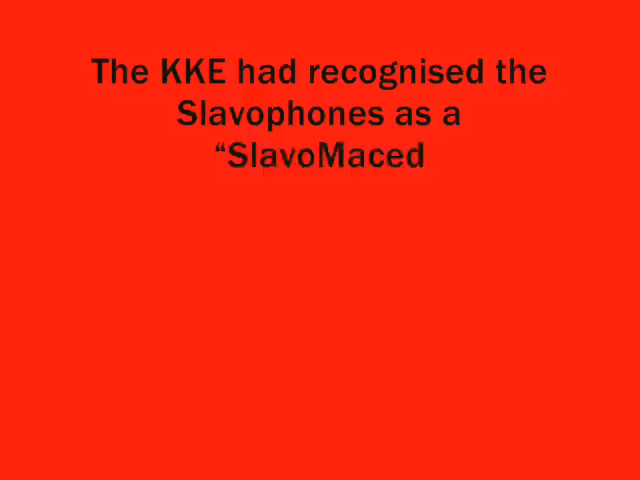 The KKE had recognised the
Slavophones as a
“SlavoMaced